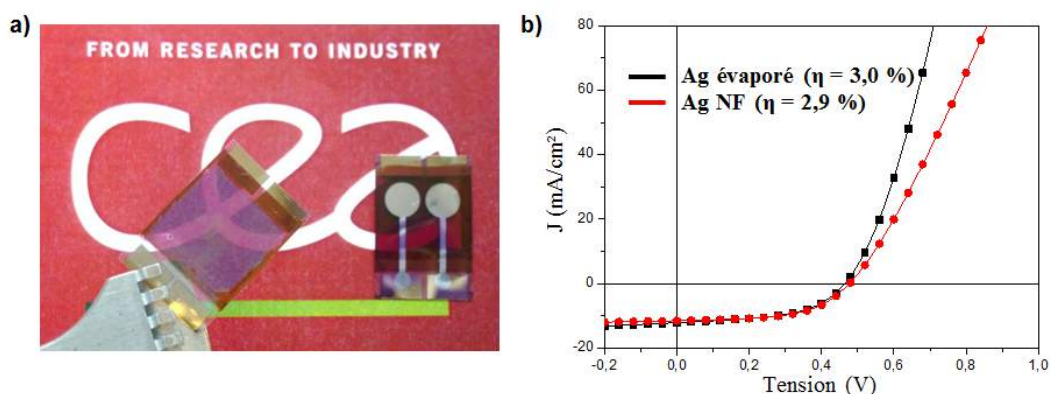 a)
FROM RESEARCH TO INDUSTRY
cea
b)
80
60
40
20
0
-20
J (mA/cm²)
Ag évaporé (η = 3,0 %)
Ag NF (η = 2,9 %)
-0,2 0,0 0,2 0,4 0,6 0,8 1,0
Tension (V)